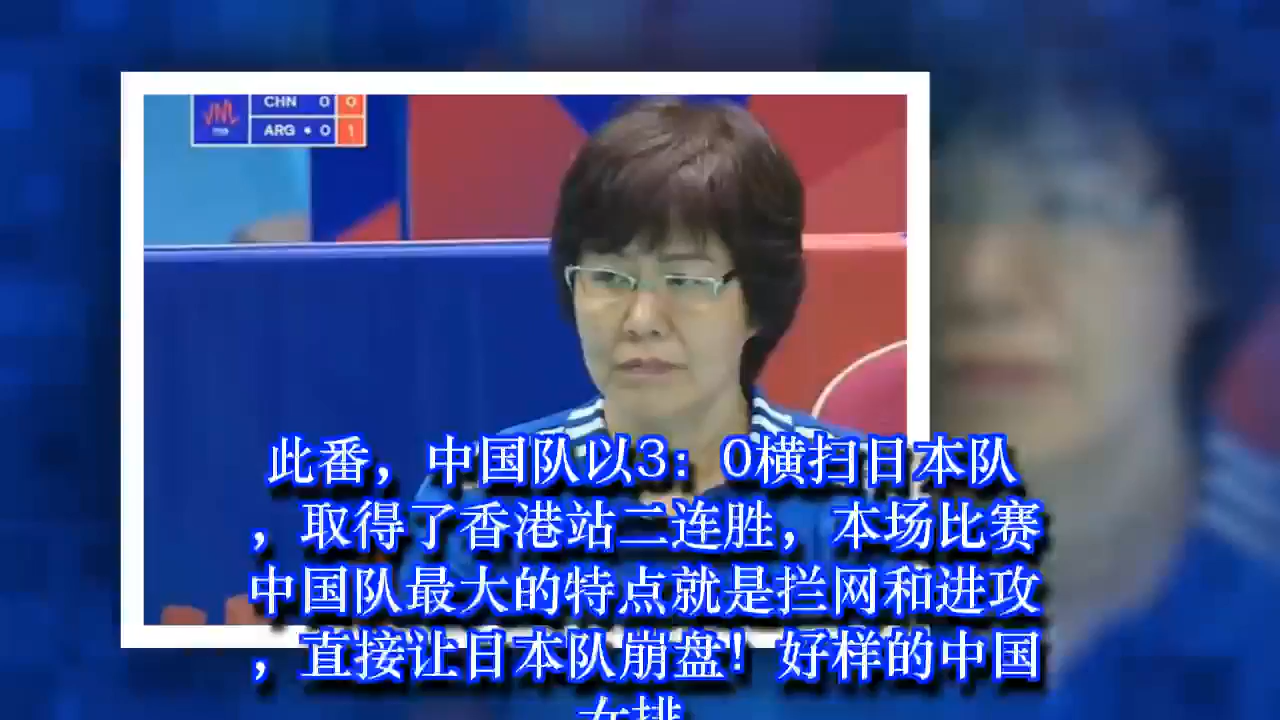 VNL
CHN 0 0
ARG • 0 1
此番，中国队以3：0横扫日本队
，取得了香港站二连胜，本场比赛
中国队最大的特点就是拦网和进攻
，直接让日本队崩盘！好样的中国
女排